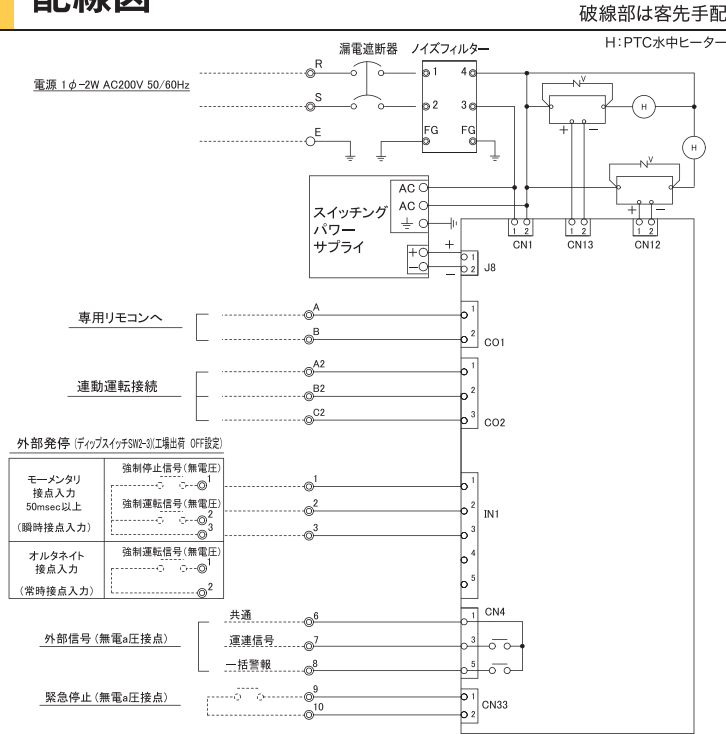 配線図
破線部は客先手配
H:PTC水中ヒーター
漏電遮断器 ノイズフィルター
電源 1φ-2W AC200V 50/60Hz
R
S
E
1 4
2 3
FG FG
V
H
+ −
V
H
+ −
スイッチング
パワー
サプライ
AC
AC
+
−
+
−
1 2
CN1
1 2
CN13
1 2
CN12
1
2
J8
専用リモコンへ
A
B
1
2
CO1
連動運転接続
A2
B2
C2
1
2
3
CO2
外部発停(ディップスイッチSW2-3)(工場出荷 OFF設定)
モーメンタリ
接点入力
50msec以上
(瞬時接点入力)
強制停止信号(無電圧)
1
強制運転信号(無電圧)
2
3
オルタネイト
接点入力
(常時接点入力)
強制運転信号(無電圧)
1
2
1
2
3
1
2
3
4
5
IN1
外部信号(無電a圧接点)
共通
6
運連信号
7
一括警報
8
CN4
1
3
5
緊急停止(無電a圧接点)
9
10
1
2
CN33